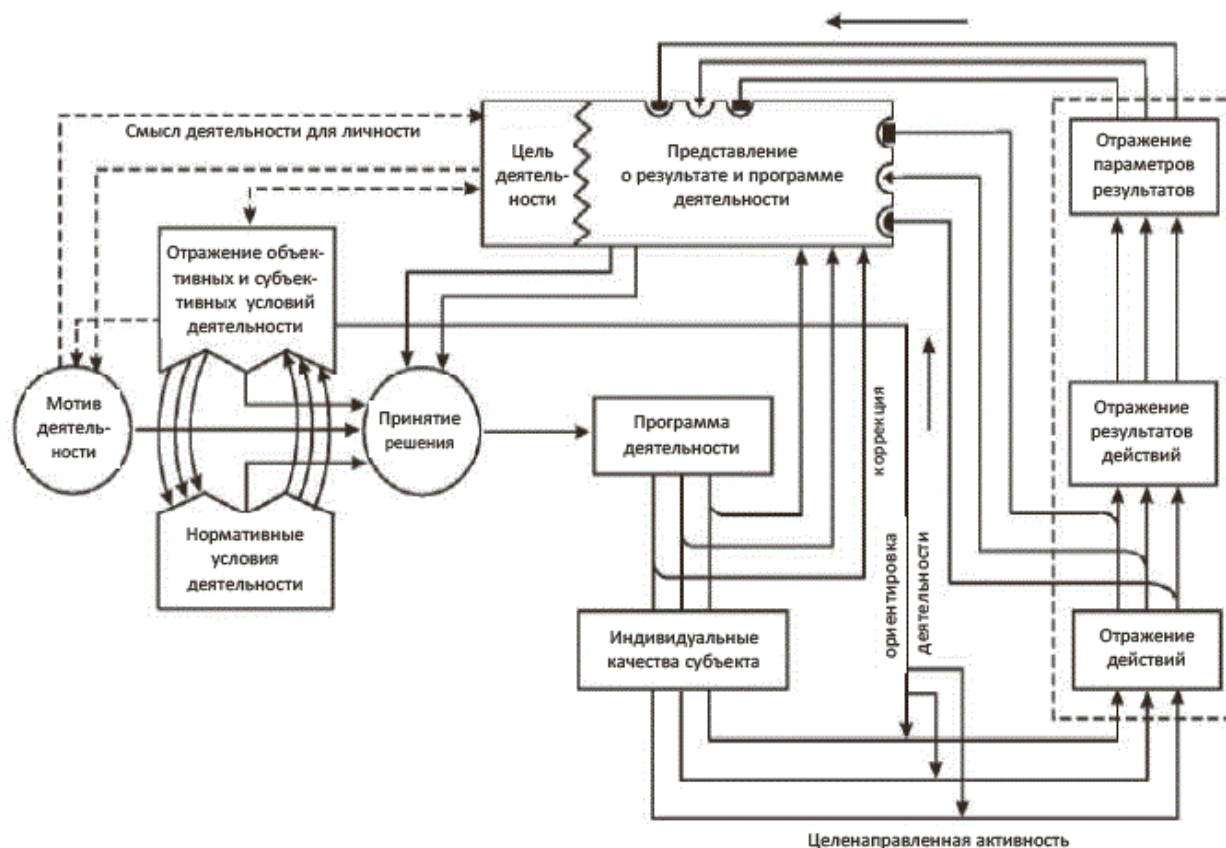 Смысл деятельности для личности
Цель
деятель-
ности
Представление
о результате и программе
деятельности
Отражение
параметров
результатов
Отражение объек-
тивных и субъек-
тивных условий
деятельности
Мотив
деятель-
ности
Принятие
решения
Программа
деятельности
коррекция
Отражение
результатов
действий
Нормативные
условия
деятельности
ориентировка
деятельности
Индивидуальные
качества субъекта
Отражение
действий
Целенаправленная активность